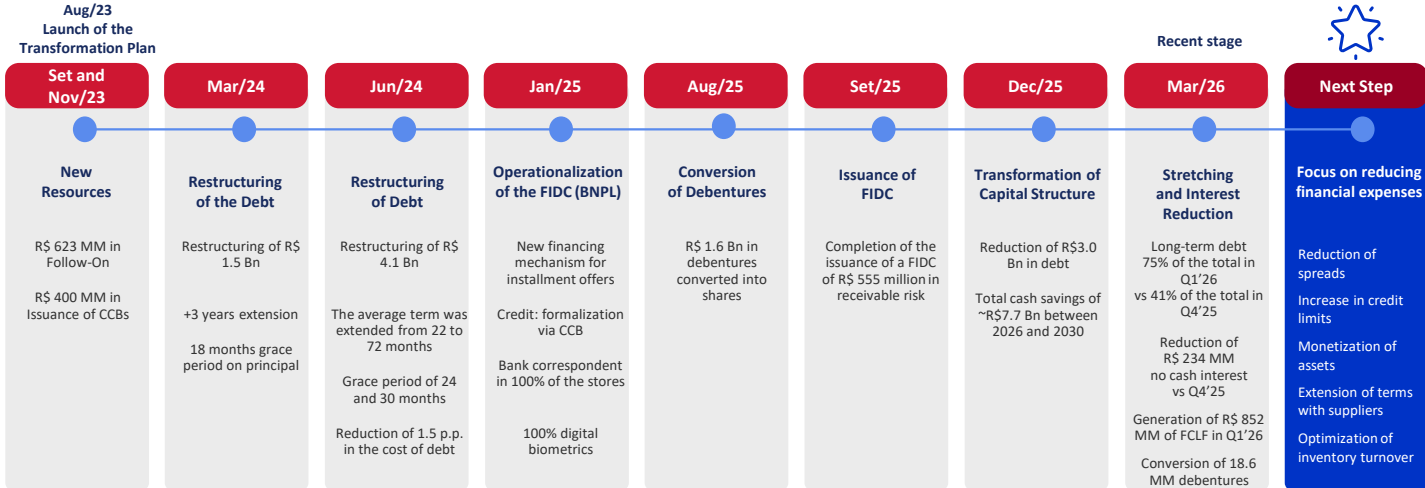 Aug/23
Launch of the
Transformation Plan
Set and
Nov/23
New
Resources
R$ 623 MM in
Follow-On
R$ 400 MM in
Issuance of CCBs
Mar/24
Restructuring
of the Debt
Restructuring of R$
1.5 Bn
+3 years extension
18 months grace
period on principal
Jun/24
Restructuring
of Debt
Restructuring of R$
4.1 Bn
The average term was
extended from 22 to
72 months
Grace period of 24
and 30 months
Reduction of 1.5 p.p.
in the cost of debt
Jan/25
Operationalization
of the FIDC (BNPL)
New financing
mechanism for
installment offers
Credit: formalization
via CCB
Bank correspondent
in 100% of the stores
100% digital
biometrics
Aug/25
Conversion
of Debentures
R$ 1.6 Bn in
debentures
converted into
shares
Set/25
Issuance of
FIDC
Completion of the
issuance of a FIDC
of R$ 555 million in
receivable risk
Dec/25
Transformation of
Capital Structure
Reduction of R$3.0
Bn in debt
Total cash savings of
~R$7.7 Bn between
2026 and 2030
Recent stage
Mar/26
Stretching
and Interest
Reduction
Long-term debt
75% of the total in
Q1'26
vs 41% of the total in
Q4'25
Reduction of
R$ 234 MM
no cash interest
vs Q4'25
Generation of R$ 852
MM of FCLF in Q1'26
Conversion of 18.6
MM debentures
Next Step
Focus on reducing
financial expenses
Reduction of
spreads
Increase in credit
limits
Monetization of
assets
Extension of terms
with suppliers
Optimization of
inventory turnover